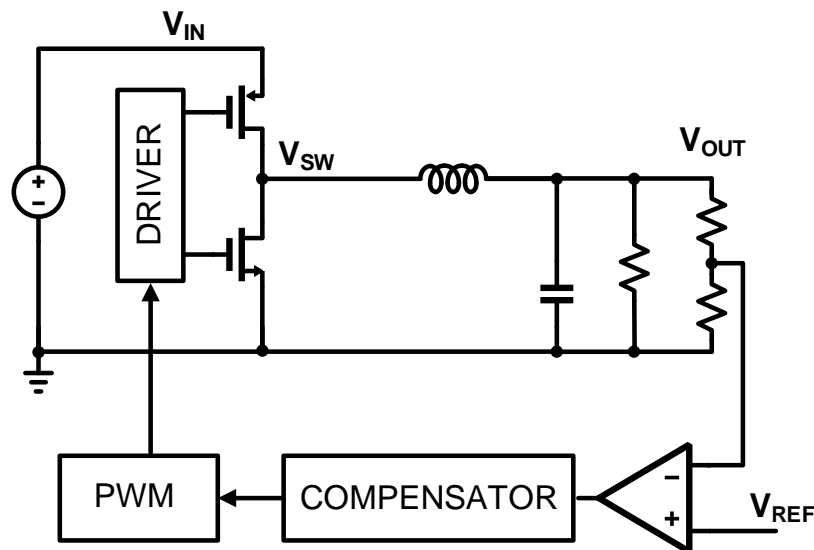 V_IN
DRIVER
V_SW
V_OUT
+
−
PWM
COMPENSATOR
−
+
V_REF